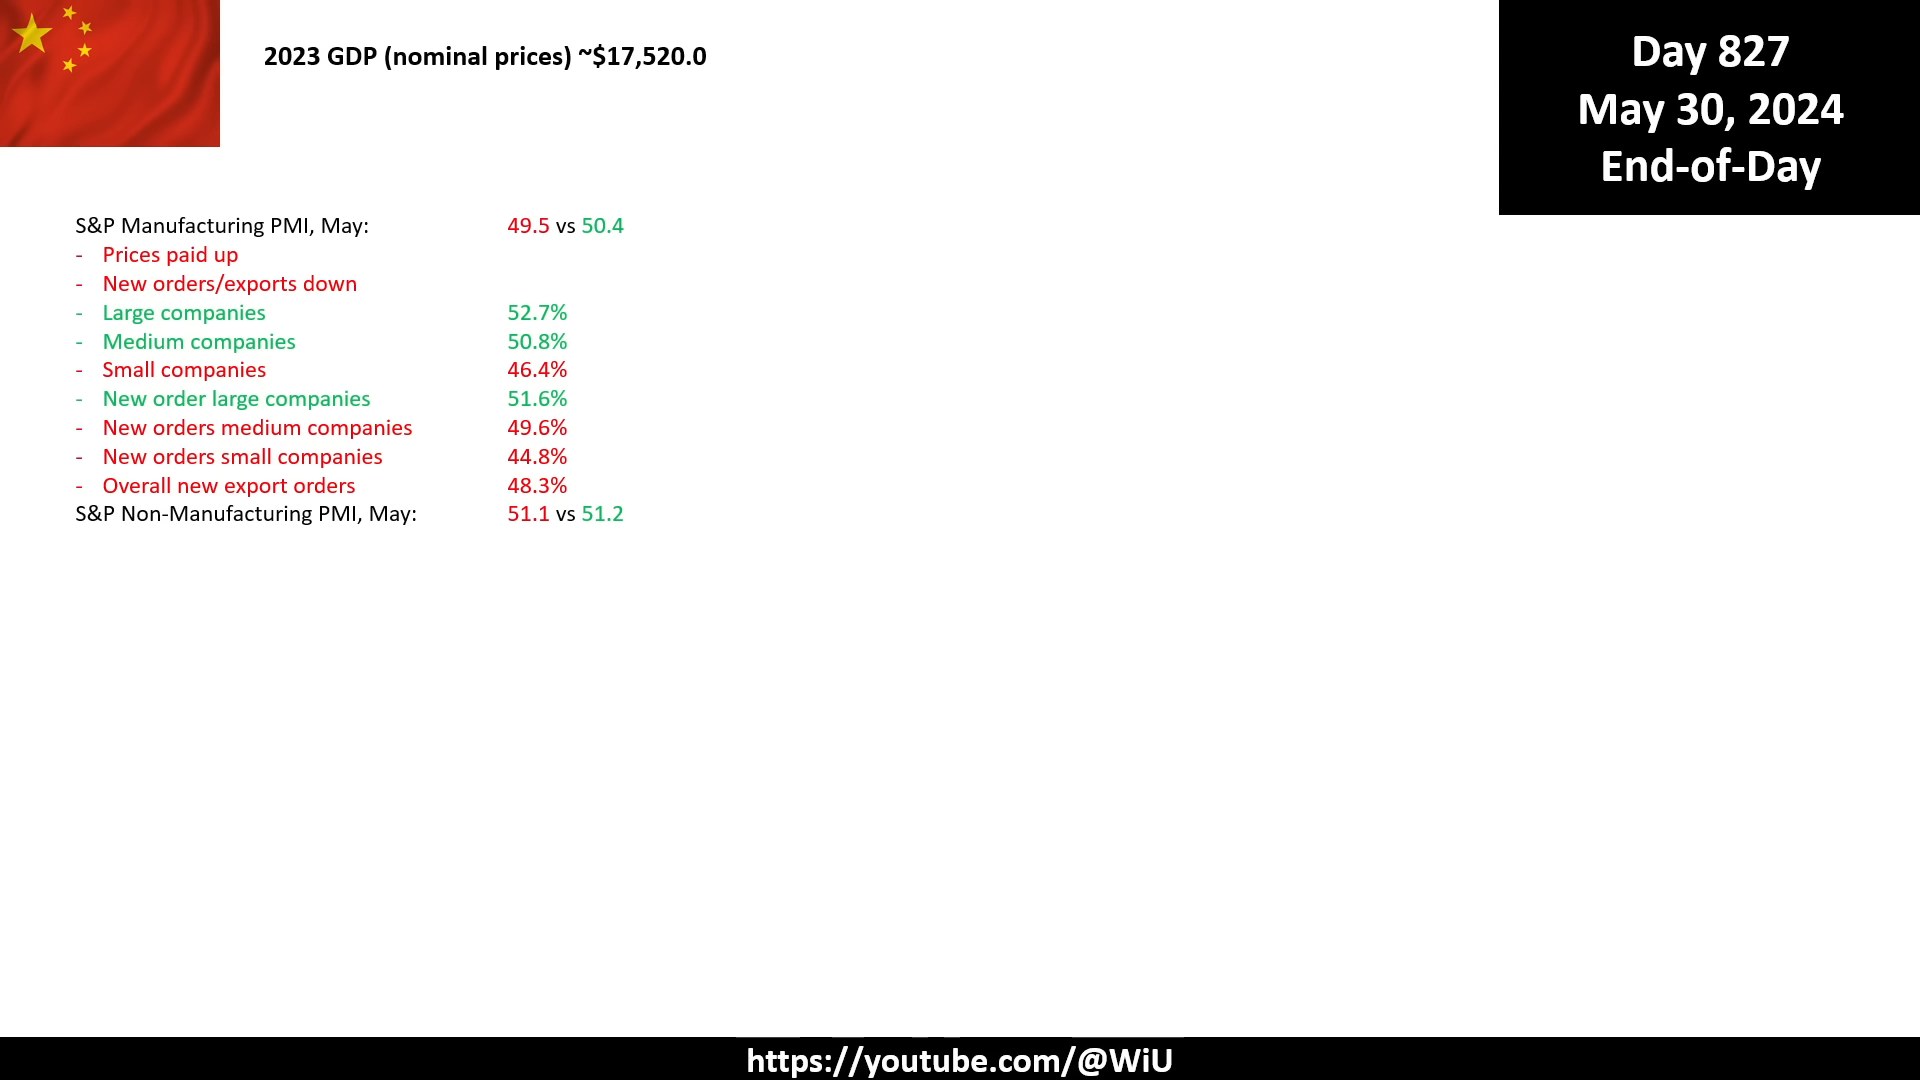 2023 GDP (nominal prices) ~$17,520.0
Day 827
May 30, 2024
End-of-Day
S&P Manufacturing PMI, May: 49.5 vs 50.4
- Prices paid up
- New orders/exports down
- Large companies 52.7%
- Medium companies 50.8%
- Small companies 46.4%
- New order large companies 51.6%
- New orders medium companies 49.6%
- New orders small companies 44.8%
- Overall new export orders 48.3%
S&P Non-Manufacturing PMI, May: 51.1 vs 51.2
https://youtube.com/@WiU